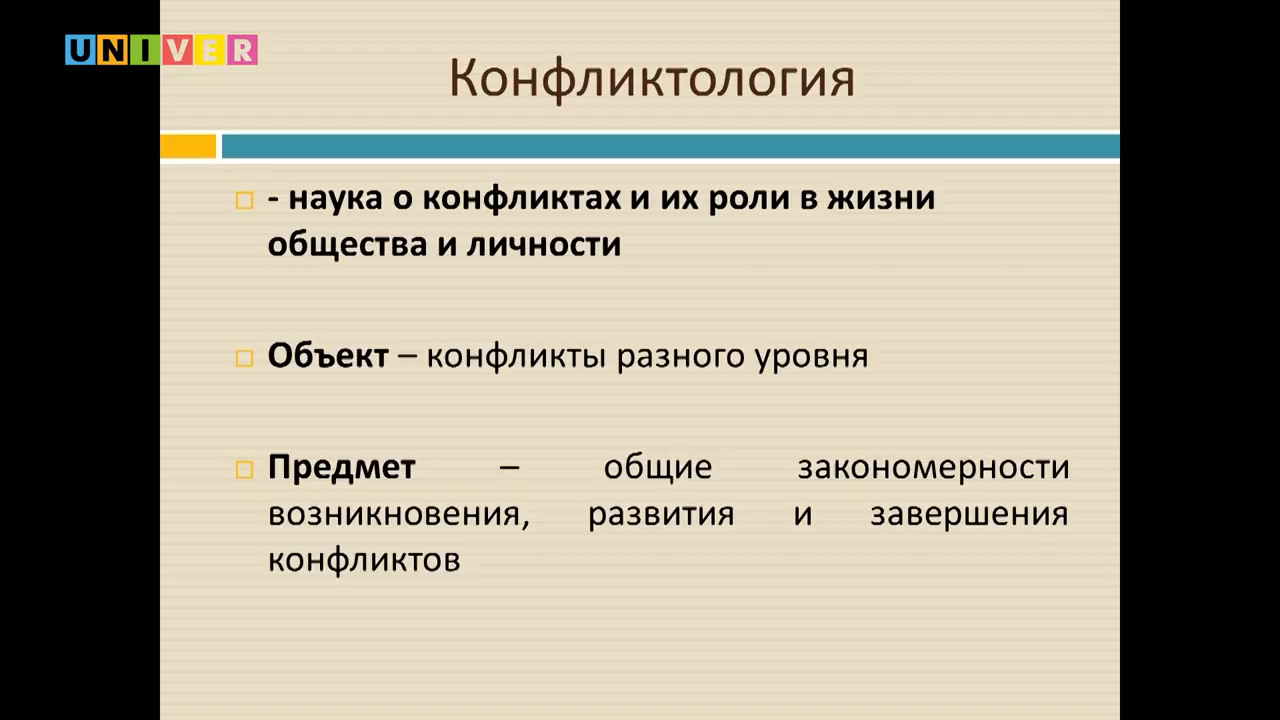 UNIVER
Конфликтология
- наука о конфликтах и их роли в жизни
общества и личности
Объект – конфликты разного уровня
Предмет – общие закономерности
возникновения, развития и завершения
конфликтов